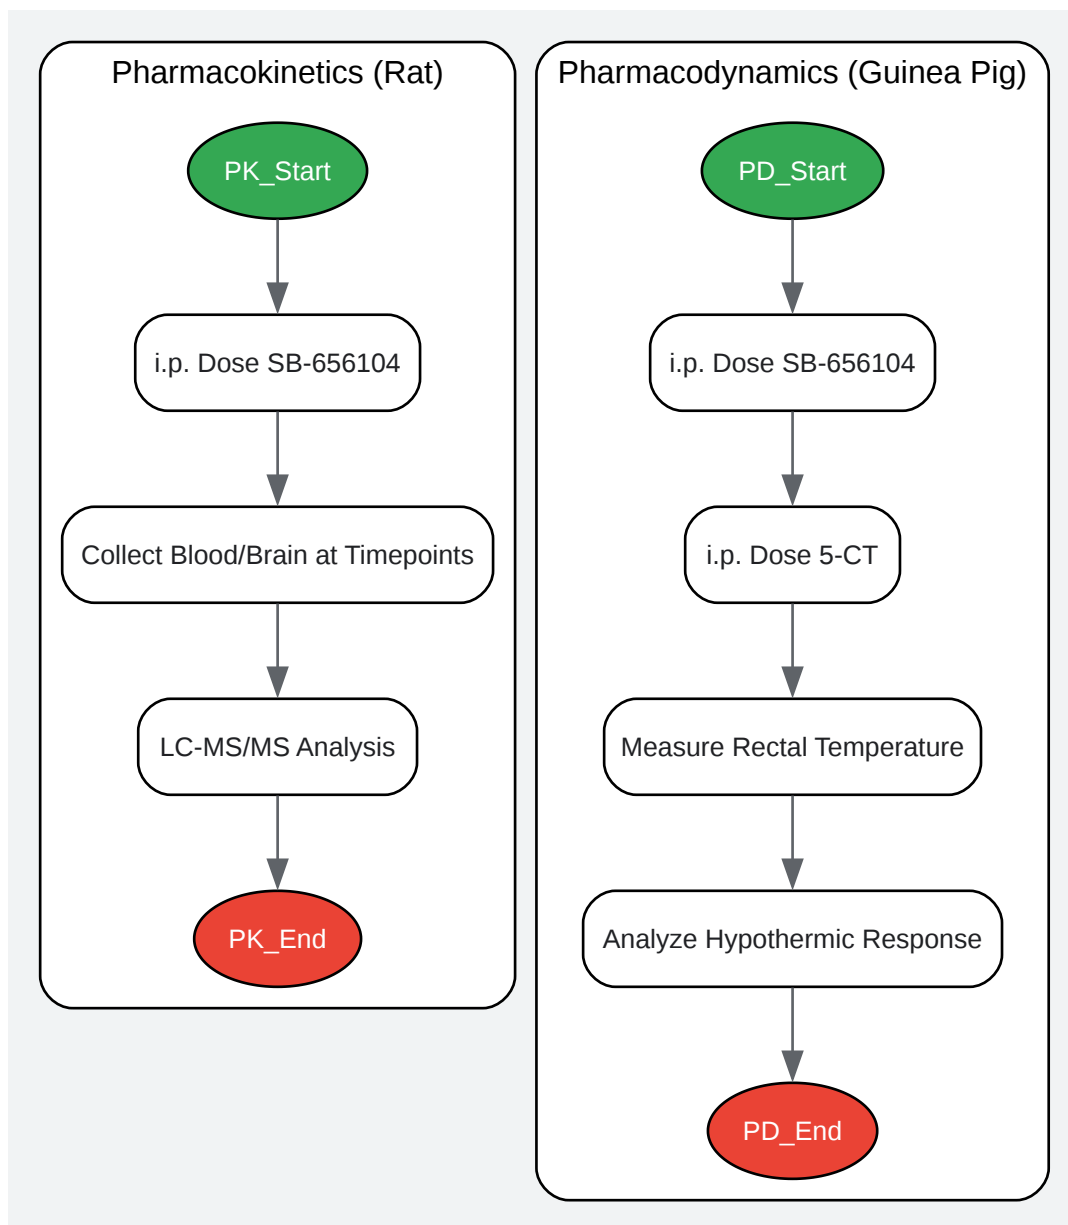 Pharmacokinetics (Rat)
PK_Start
i.p. Dose SB-656104
Collect Blood/Brain at Timepoints
LC-MS/MS Analysis
PK_End
Pharmacodynamics (Guinea Pig)
PD_Start
i.p. Dose SB-656104
i.p. Dose 5-CT
Measure Rectal Temperature
Analyze Hypothermic Response
PD_End